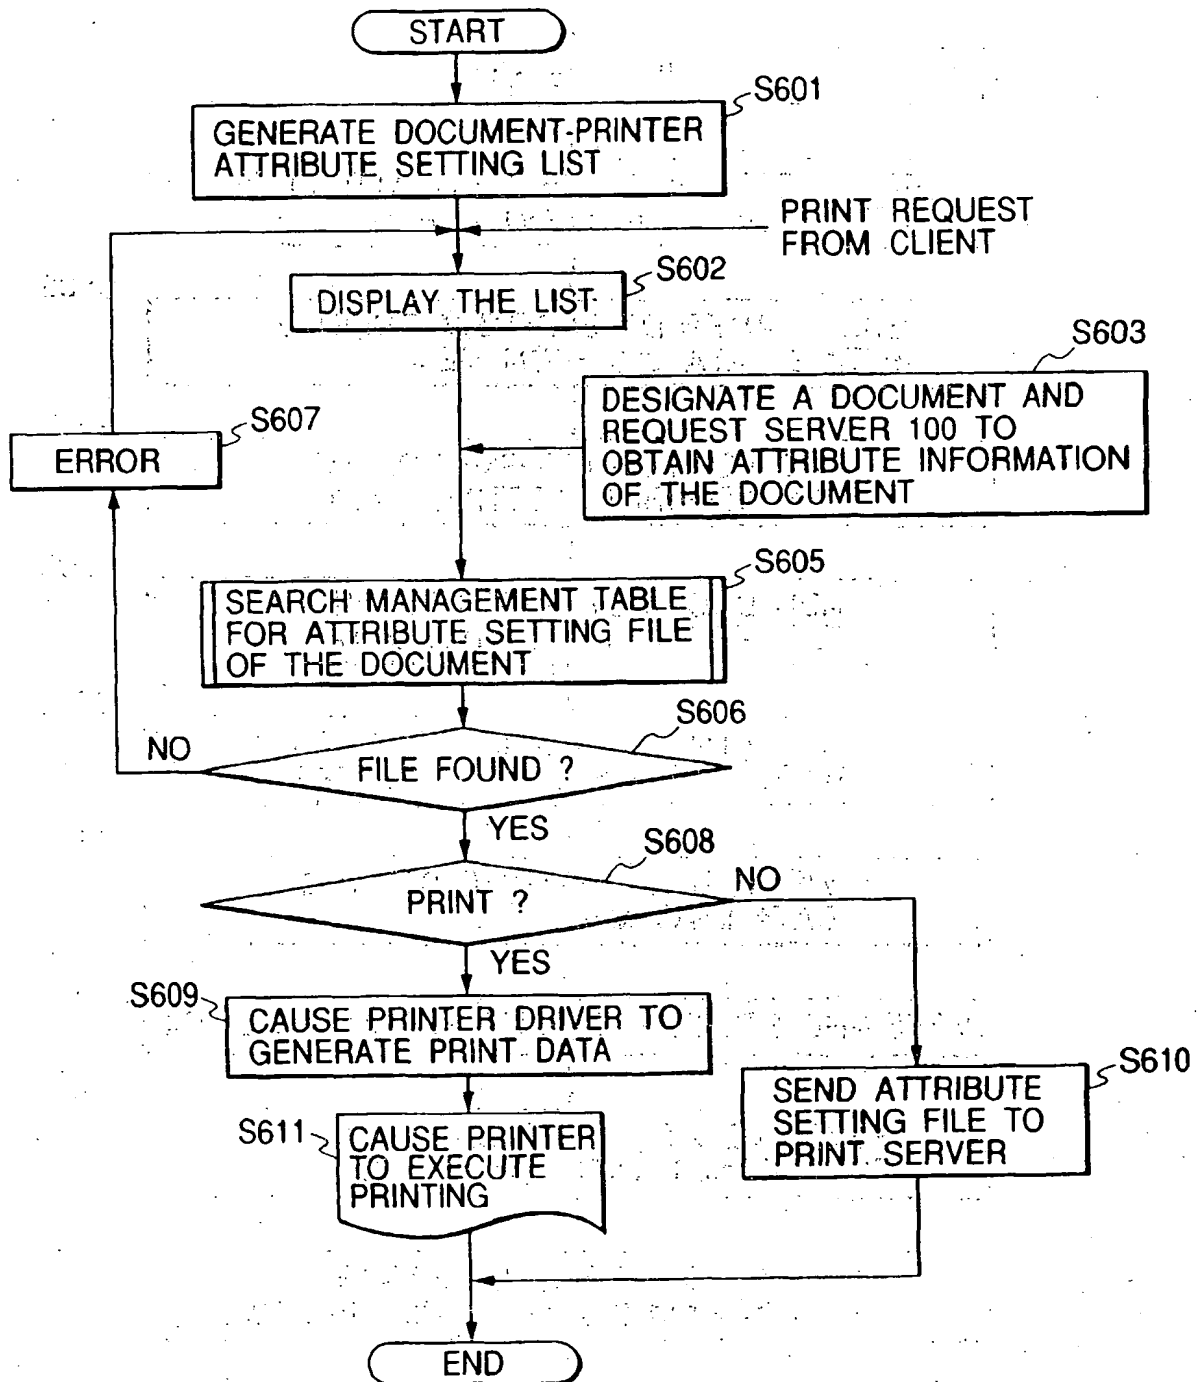 START
S601
GENERATE DOCUMENT-PRINTER
ATTRIBUTE SETTING LIST
PRINT REQUEST
FROM CLIENT
S602
DISPLAY THE LIST
S603
DESIGNATE A DOCUMENT AND
REQUEST SERVER 100 TO
OBTAIN ATTRIBUTE INFORMATION
OF THE DOCUMENT
S607
ERROR
S605
SEARCH MANAGEMENT TABLE
FOR ATTRIBUTE SETTING FILE
OF THE DOCUMENT
S606
NO
FILE FOUND ?
YES
S608
NO
PRINT ?
YES
S609
CAUSE PRINTER DRIVER TO
GENERATE PRINT DATA
S610
SEND ATTRIBUTE
SETTING FILE TO
PRINT SERVER
S611
CAUSE PRINTER
TO EXECUTE
PRINTING
END